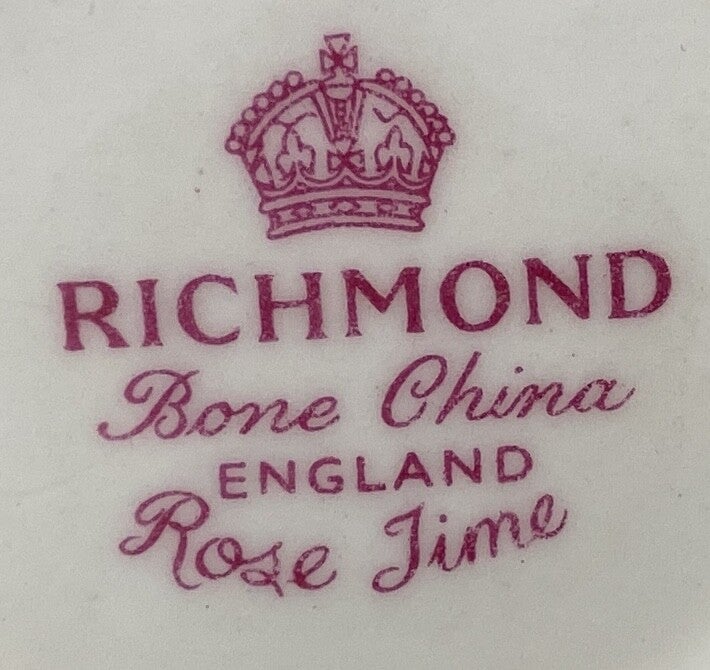 RICHMOND
Bone China
ENGLAND
Rose Time